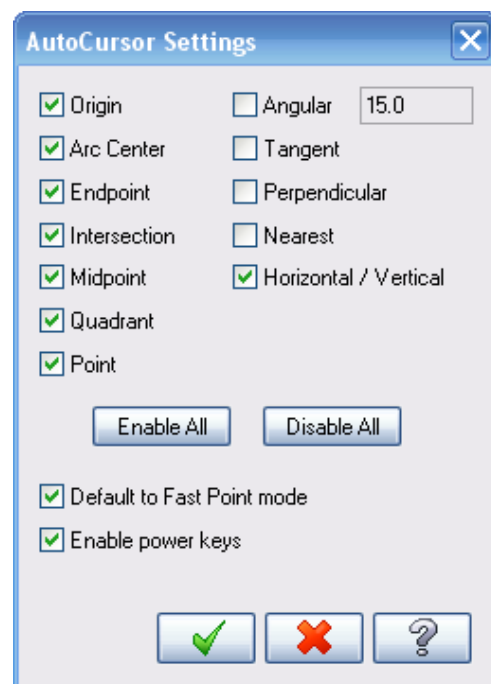 AutoCursor Settings
Origin
Angular 15.0
Arc Center
Tangent
Endpoint
Perpendicular
Intersection
Nearest
Midpoint
Horizontal / Vertical
Quadrant
Point
Enable All
Disable All
Default to Fast Point mode
Enable power keys